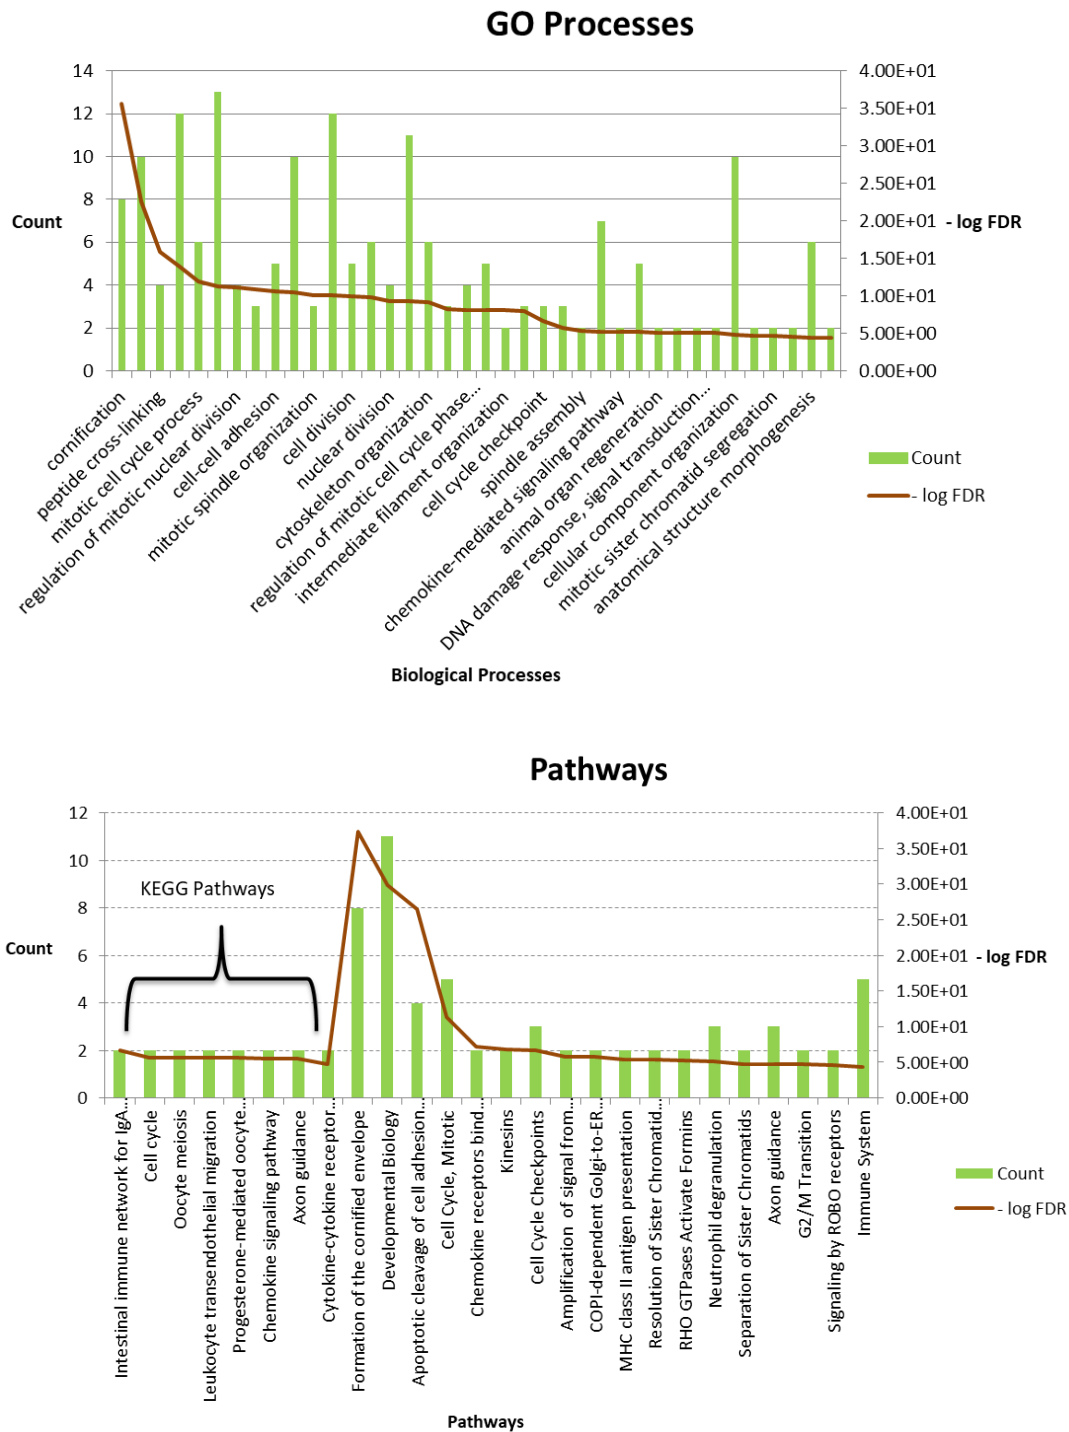 GO Processes
14
12
10
8
6
4
2
0
Count
4.00E+01
3.50E+01
3.00E+01
2.50E+01
2.00E+01
1.50E+01
1.00E+01
5.00E+00
0.00E+00
- log FDR
cornification
peptide cross-linking
mitotic cell cycle process
regulation of mitotic nuclear division
cell-cell adhesion
mitotic spindle organization
cell division
nuclear division
cytoskeleton organization
regulation of mitotic cell cycle phase...
intermediate filament organization
cell cycle checkpoint
spindle assembly
chemokine-mediated signaling pathway
animal organ regeneration
DNA damage response, signal transduction...
cellular component organization
mitotic sister chromatid segregation
anatomical structure morphogenesis
Count
- log FDR
Biological Processes
Pathways
12
10
8
6
4
2
0
Count
KEGG Pathways
4.00E+01
3.50E+01
3.00E+01
2.50E+01
2.00E+01
1.50E+01
1.00E+01
5.00E+00
0.00E+00
- log FDR
Intestinal immune network for IgA...
Cell cycle
Oocyte meiosis
Leukocyte transendothelial migration
Progesterone-mediated oocyte...
Chemokine signaling pathway
Axon guidance
Cytokine-cytokine receptor...
Formation of the cornified envelope
Developmental Biology
Apoptotic cleavage of cell adhesion...
Cell Cycle, Mitotic
Chemokine receptors bind...
Kinesins
Cell Cycle Checkpoints
Amplification of signal from...
COPI-dependent Golgi-to-ER...
MHC class II antigen presentation
Resolution of Sister Chromatid...
RHO GTPases Activate Formins
Neutrophil degranulation
Separation of Sister Chromatids
Axon guidance
G2/M Transition
Signaling by ROBO receptors
Immune System
Count
- log FDR
Pathways